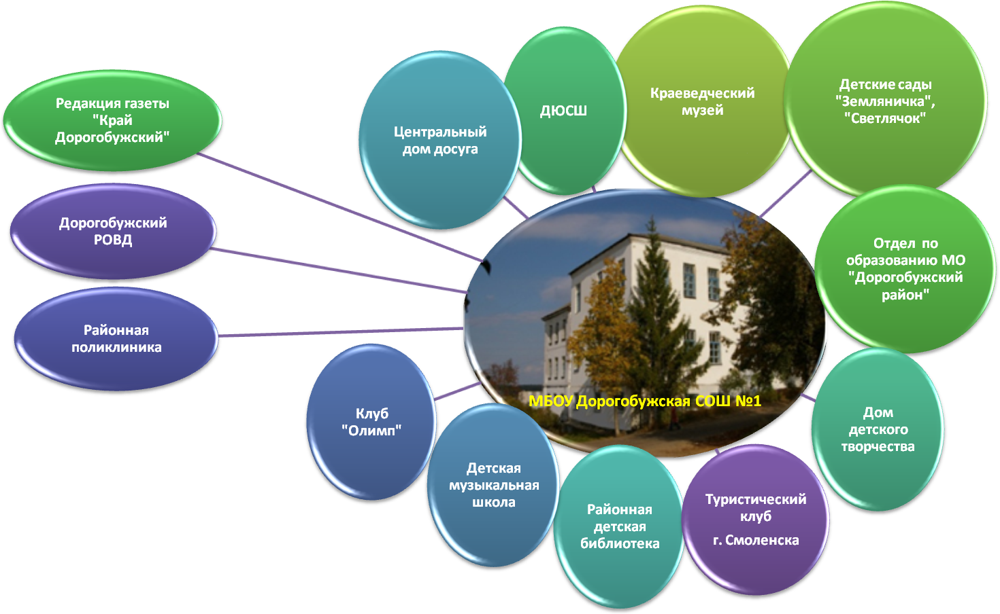 Редакция газеты
"Край
Дорогобужский"
Дорогобужский
РОВД
Районная
поликлиника
Центральный
дом досуга
ДЮСШ
Краеведческий
музей
Детские сады
"Земляничка",
"Светлячок"
Отдел по
образованию МО
"Дорогобужский
район"
МБОУ Дорогобужская СОШ №1
Дом
детского
творчества
Клуб
"Олимп"
Детская
музыкальная
школа
Районная
детская
библиотека
Туристический
клуб
г. Смоленска